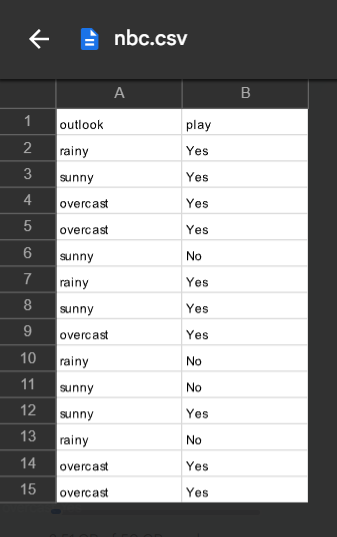 nbc.csv
A B
1 outlook play
2 rainy Yes
3 sunny Yes
4 overcast Yes
5 overcast Yes
6 sunny No
7 rainy Yes
8 sunny Yes
9 overcast Yes
10 rainy No
11 sunny No
12 sunny Yes
13 rainy No
14 overcast Yes
15 overcast Yes